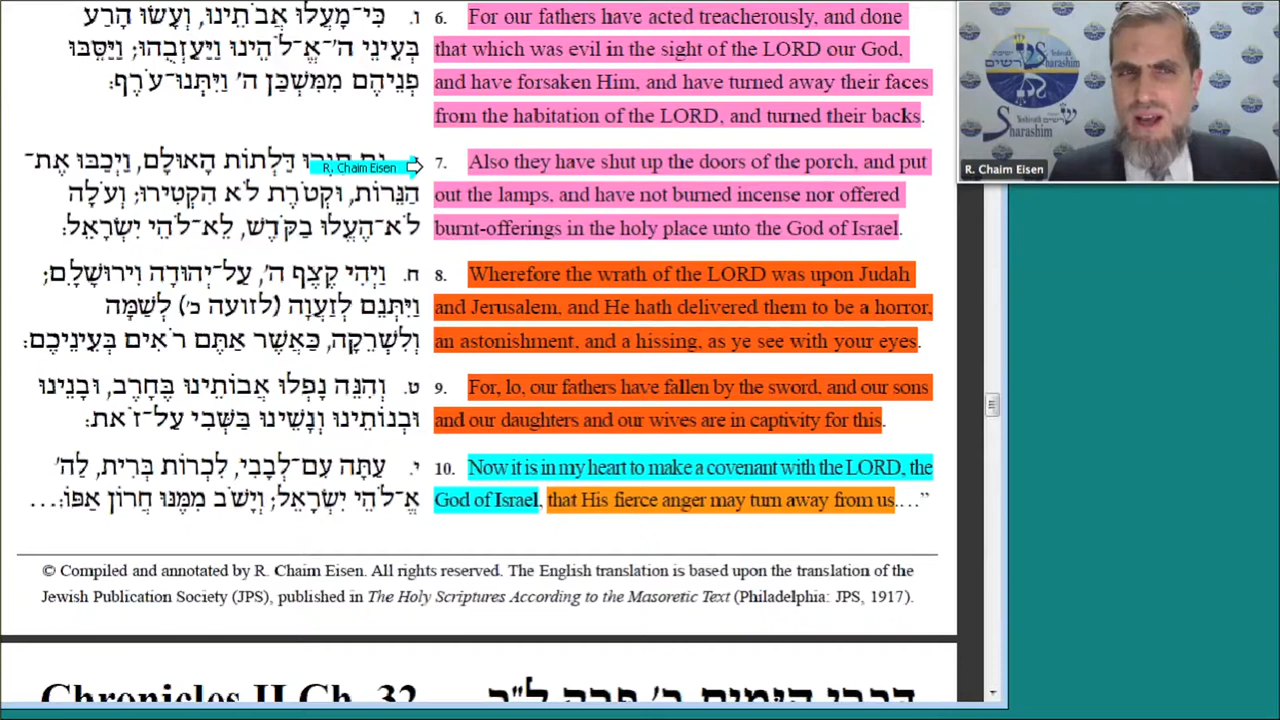 ו. כִּי־מָעֲלוּ אֲבֹתֵינוּ, וְעָשׂוּ הָרַע
בְּעֵינֵי ה'־אֱ־לֹהֵינוּ וַיַּעַזְבֻהוּ; וַיַּסֵּבּוּ
פְנֵיהֶם מִמִּשְׁכַּן ה' וַיִּתְּנוּ־עֹרֶף:
6. For our fathers have acted treacherously, and done
that which was evil in the sight of the LORD our God,
and have forsaken Him, and have turned away their faces
from the habitation of the LORD, and turned their backs.
דַּלְתוֹת הָאוּלָם, וַיְכַבּוּ אֶת־
הַנֵּרוֹת, וּקְטֹרֶת לֹא הִקְטִירוּ; וְעֹלָה
לֹא־הֶעֱלוּ בַקֹּדֶשׁ, לֵא־לֹהֵי יִשְׂרָאֵל:
R. Chaim Eisen
7. Also they have shut up the doors of the porch, and put
out the lamps, and have not burned incense nor offered
burnt-offerings in the holy place unto the God of Israel.
ח. וַיְהִי קֶצֶף ה', עַל־יְהוּדָה וִירוּשָׁלִָם;
וַיִּתְּנֵם לְזַעֲוָה (לזועה כ') לְשַׁמָּה
וְלִשְׁרֵקָה, כַּאֲשֶׁר אַתֶּם רֹאִים בְּעֵינֵיכֶם:
8. Wherefore the wrath of the LORD was upon Judah
and Jerusalem, and He hath delivered them to be a horror,
an astonishment, and a hissing, as ye see with your eyes.
ט. וְהִנֵּה נָפְלוּ אֲבוֹתֵינוּ בֶּחָרֶב, וּבָנֵינוּ
וּבְנוֹתֵינוּ וְנָשֵׁינוּ בַּשְּׁבִי עַל־זֹאת:
9. For, lo, our fathers have fallen by the sword, and our sons
and our daughters and our wives are in captivity for this.
י. עַתָּה עִם־לְבָבִי, לִכְרוֹת בְּרִית, לַה'
אֱ־לֹהֵי יִשְׂרָאֵל; וְיָשֹׁב מִמֶּנּוּ חֲרוֹן אַפּוֹ:...
10. Now it is in my heart to make a covenant with the LORD, the
God of Israel, that His fierce anger may turn away from us.…”
© Compiled and annotated by R. Chaim Eisen. All rights reserved. The English translation is based upon the translation of the
Jewish Publication Society (JPS), published in The Holy Scriptures According to the Masoretic Text (Philadelphia: JPS, 1917).
Chronicles II Ch. 32
דברי הימים ב' פרק ל"ב
Yeshivath
Sharashim
R. Chaim Eisen